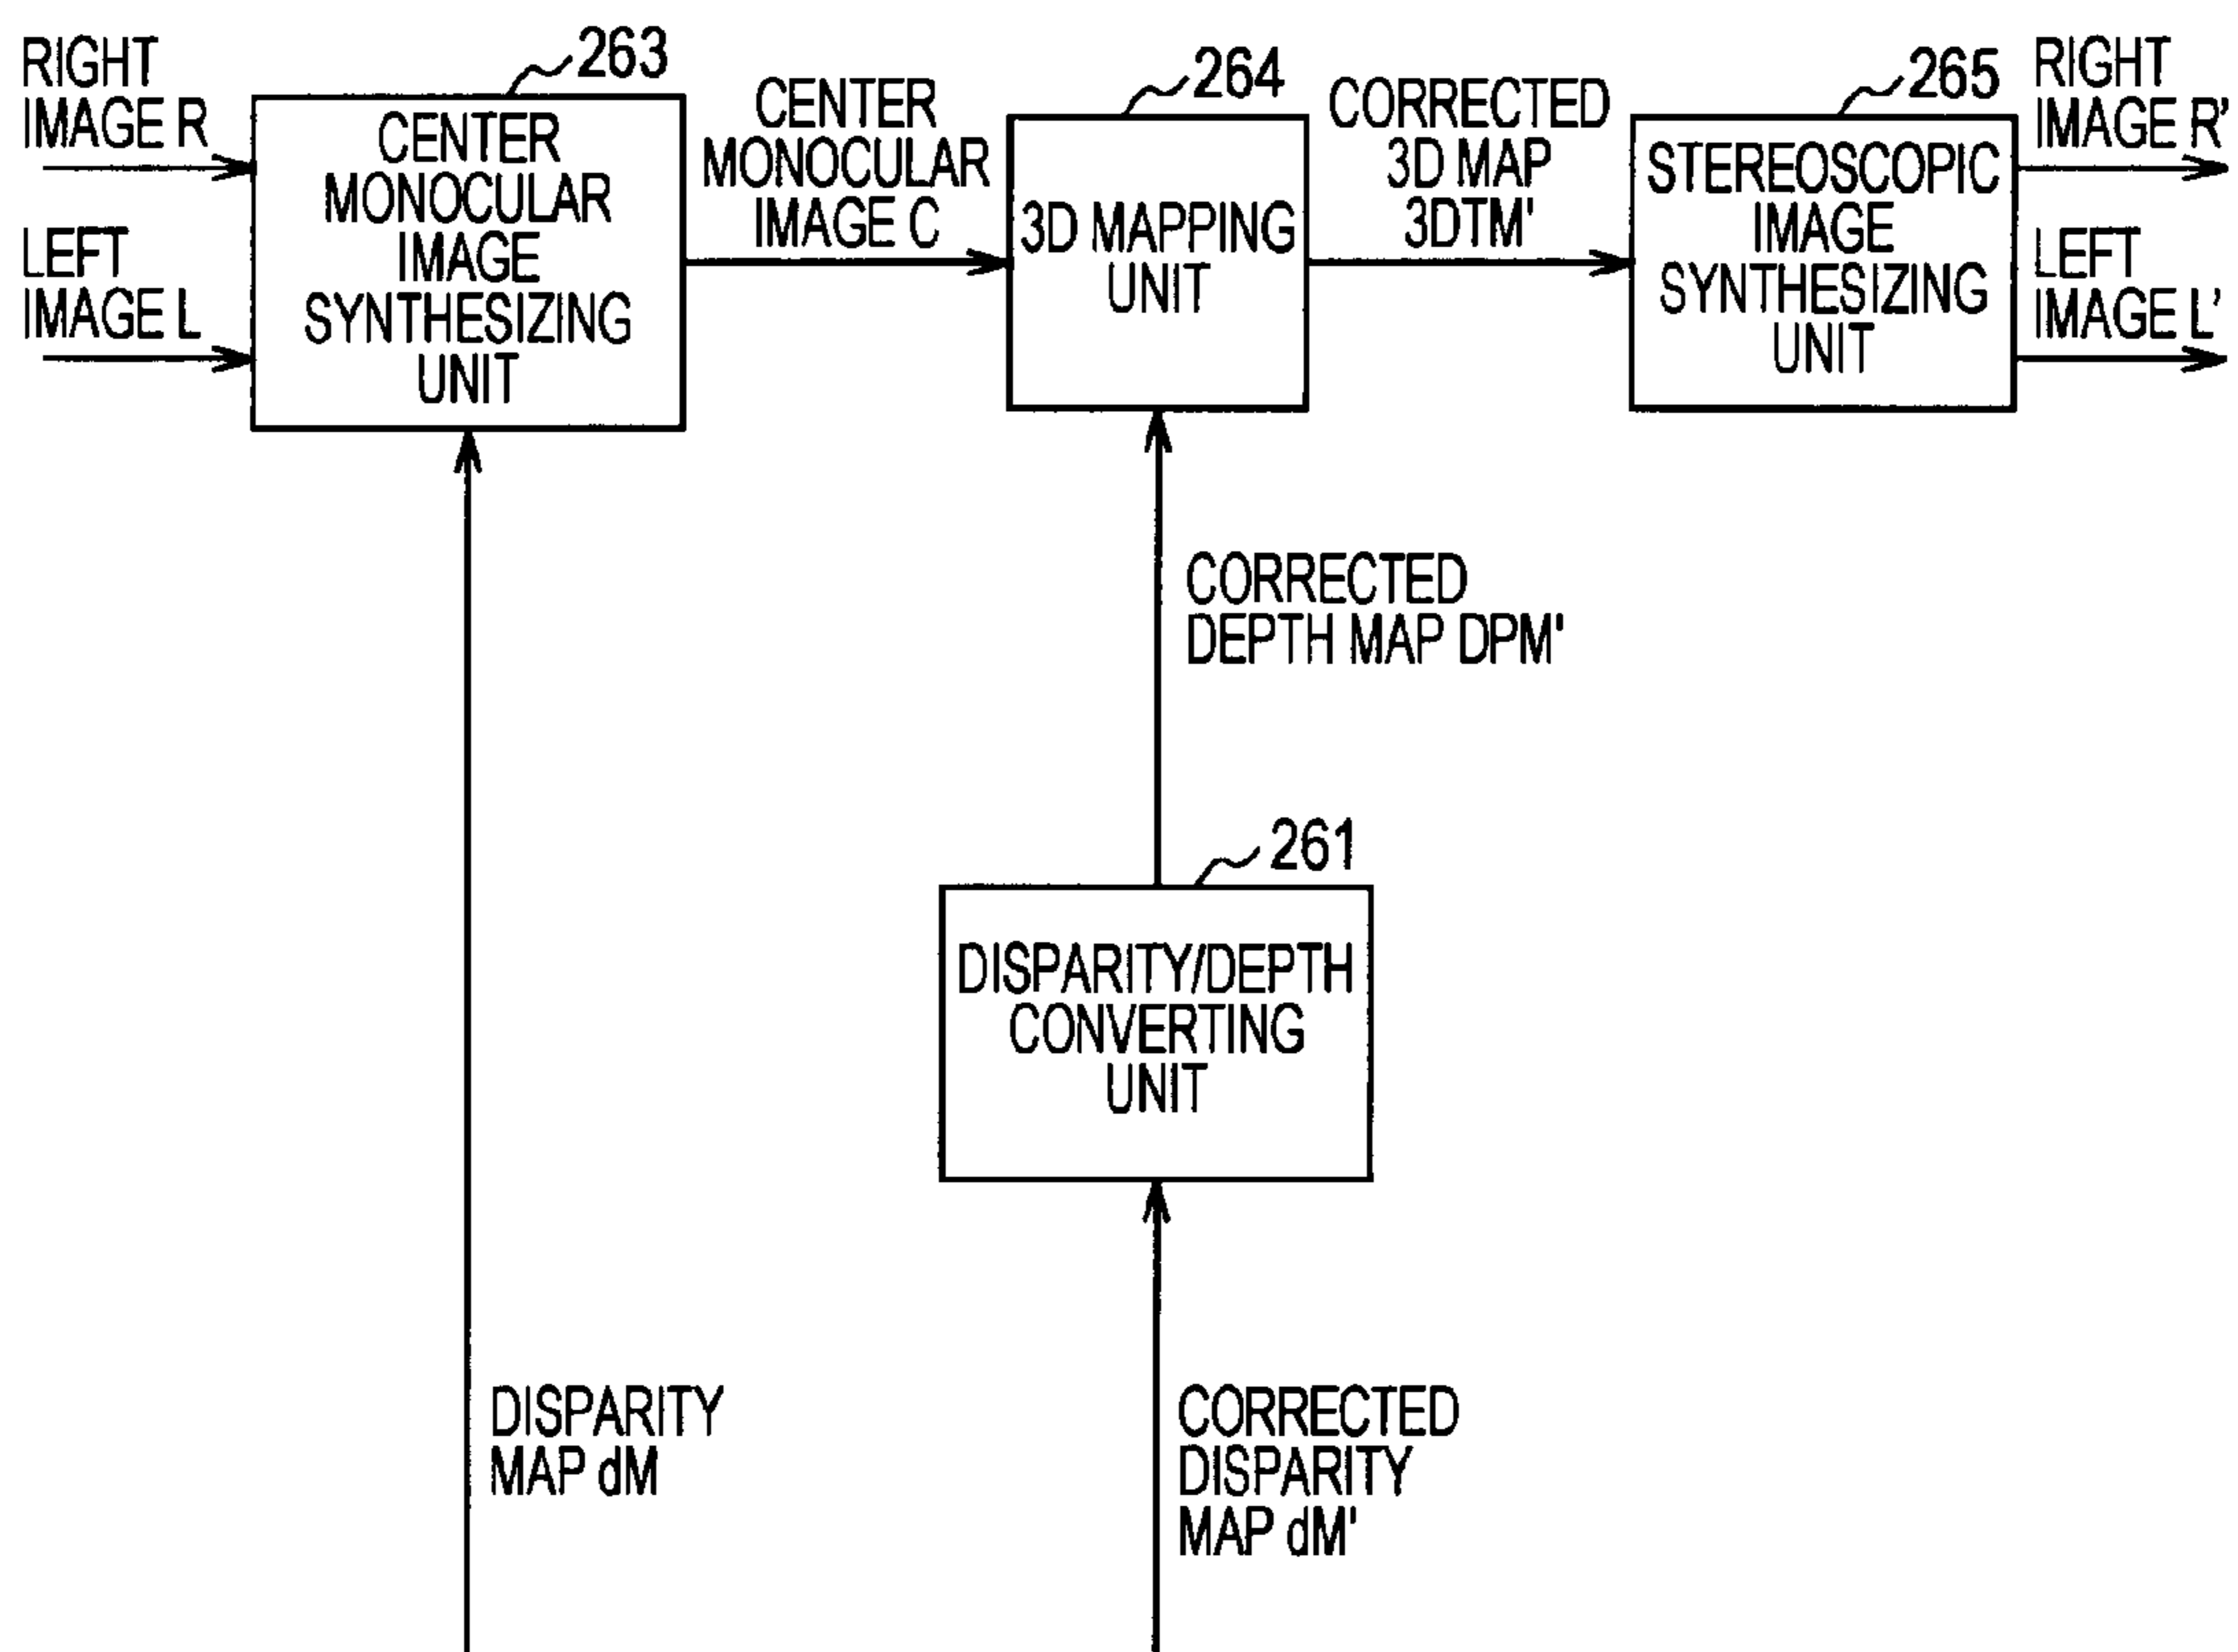 RIGHT
IMAGE R
LEFT
IMAGE L
263
CENTER
MONOCULAR
IMAGE
SYNTHESIZING
UNIT
CENTER
MONOCULAR
IMAGE C
264
3D MAPPING
UNIT
CORRECTED
3D MAP
3DTM'
265
STEREOSCOPIC
IMAGE
SYNTHESIZING
UNIT
RIGHT
IMAGE R'
LEFT
IMAGE L'
CORRECTED
DEPTH MAP DPM'
261
DISPARITY/DEPTH
CONVERTING
UNIT
DISPARITY
MAP dM
CORRECTED
DISPARITY
MAP dM'